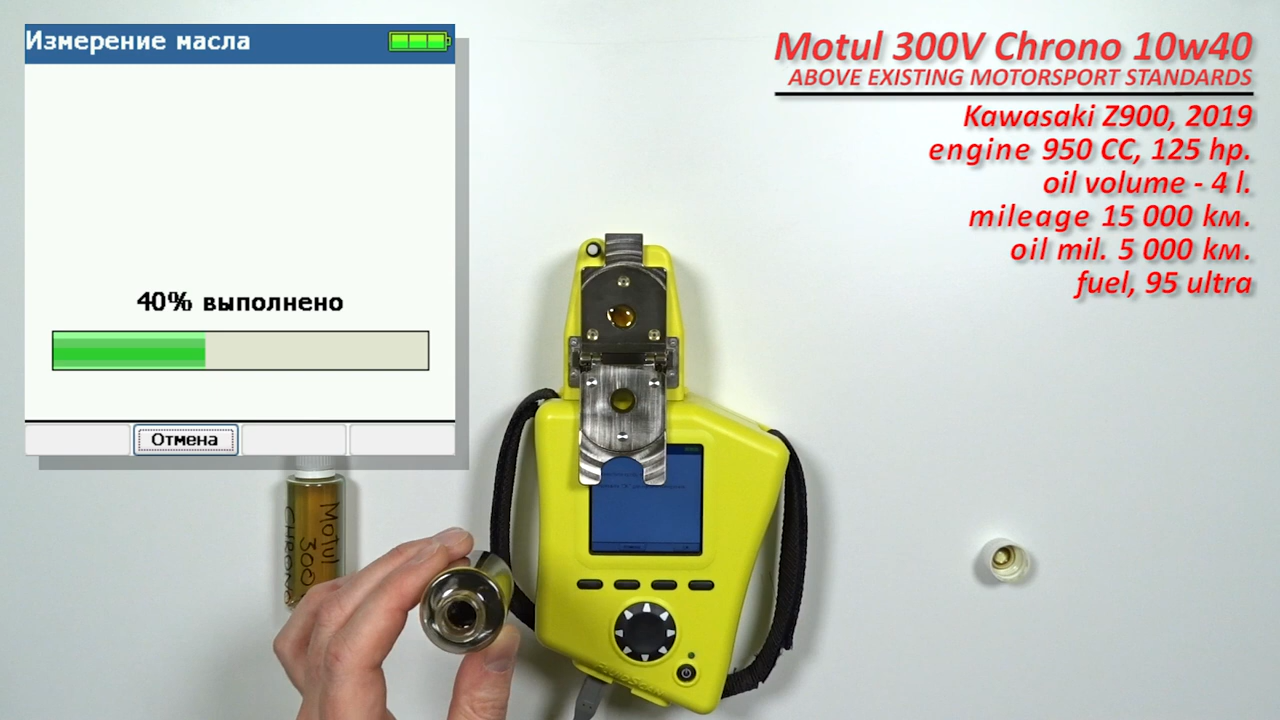 Измерение масла
40% выполнено
Отмена
Motul 300V Chrono 10w40
ABOVE EXISTING MOTORSPORT STANDARDS
Kawasaki Z900, 2019
engine 950 CC, 125 hp.
oil volume - 4 l.
mileage 15 000 км.
oil mil. 5 000 км.
fuel, 95 ultra
Motul
300
CHRONO